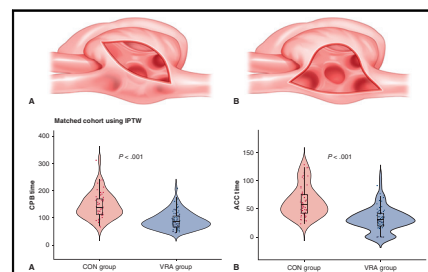 A
B
Matched cohort using IPTW
CPB time
400
300
200
100
0
P < .001
CON group
VRA group
A
ACC time
150
100
50
0
P < .001
CON group
VRA group
B